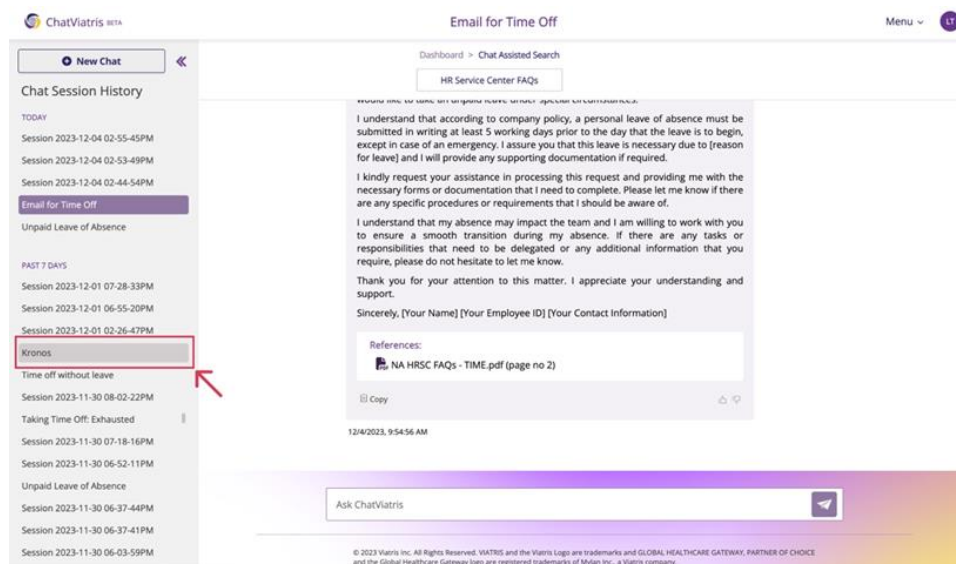 ChatViatris BETA
Email for Time Off
Menu
LT
New Chat
Dashboard > Chat Assisted Search
HR Service Center FAQs
Chat Session History
TODAY
Session 2023-12-04 02-55-45PM
Session 2023-12-04 02-53-49PM
Session 2023-12-04 02-44-54PM
Email for Time Off
Unpaid Leave of Absence
PAST 7 DAYS
Session 2023-12-01 07-28-33PM
Session 2023-12-01 06-55-20PM
Session 2023-12-01 02-26-47PM
Kronos
Time off without leave
Session 2023-11-30 08-02-22PM
Taking Time Off: Exhausted
Session 2023-11-30 07-18-16PM
Session 2023-11-30 06-52-11PM
Unpaid Leave of Absence
Session 2023-11-30 06-37-44PM
Session 2023-11-30 06-37-41PM
Session 2023-11-30 06-03-59PM
would like to take an unpaid leave under special circumstances.
I understand that according to company policy, a personal leave of absence must be
submitted in writing at least 5 working days prior to the day that the leave is to begin,
except in case of an emergency. I assure you that this leave is necessary due to [reason
for leave] and I will provide any supporting documentation if required.
I kindly request your assistance in processing this request and providing me with the
necessary forms or documentation that I need to complete. Please let me know if there
are any specific procedures or requirements that I should be aware of.
I understand that my absence may impact the team and I am willing to work with you
to ensure a smooth transition during my absence. If there are any tasks or
responsibilities that need to be delegated or any additional information that you
require, please do not hesitate to let me know.
Thank you for your attention to this matter. I appreciate your understanding and
support.
Sincerely, [Your Name] [Your Employee ID] [Your Contact Information]
References:
NA HRSC FAQs - TIME.pdf (page no 2)
Copy
12/4/2023, 9:54:56 AM
Ask ChatViatris
© 2023 Viatris Inc. All Rights Reserved. VIATRIS and the Viatris Logo are trademarks and GLOBAL HEALTHCARE GATEWAY, PARTNER OF CHOICE
and the Global Healthcare Gateway logo are registered trademarks of Mylan Inc., a Viatris company.